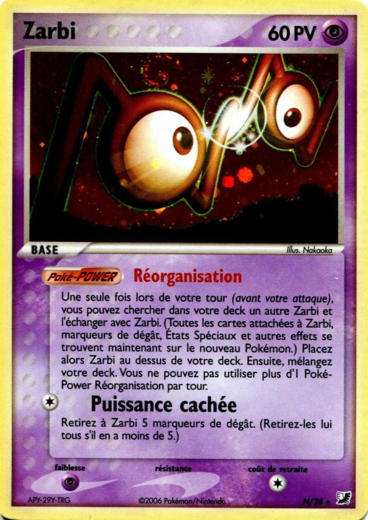 Zarbi
60 PV
BASE
Illus. Nakaoka
Poké-POWER Réorganisation
Une seule fois lors de votre tour (avant votre attaque),
vous pouvez chercher dans votre deck un autre Zarbi et
l'échanger avec Zarbi. (Toutes les cartes attachées à Zarbi,
marqueurs de dégât, États Spéciaux et autres effets se
trouvent maintenant sur le nouveau Pokémon.) Placez
alors Zarbi au dessus de votre deck. Ensuite, mélangez
votre deck. Vous ne pouvez pas utiliser plus d'1 Poké-
Power Réorganisation par tour.
Puissance cachée
Retirez à Zarbi 5 marqueurs de dégât. (Retirez-les lui
tous s'il en a moins de 5.)
faiblesse
résistance
coût de retraite
APY-29Y-TRG
©2006 Pokémon/Nintendo.
N/28